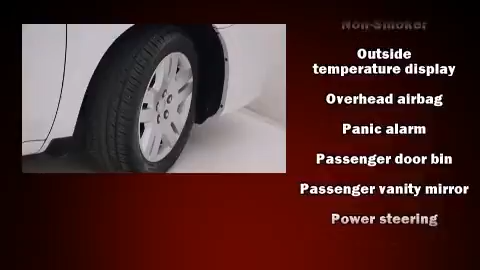 Non-Smoker
Outside
temperature display
Overhead airbag
Panic alarm
Passenger door bin
Passenger vanity mirror
Power steering